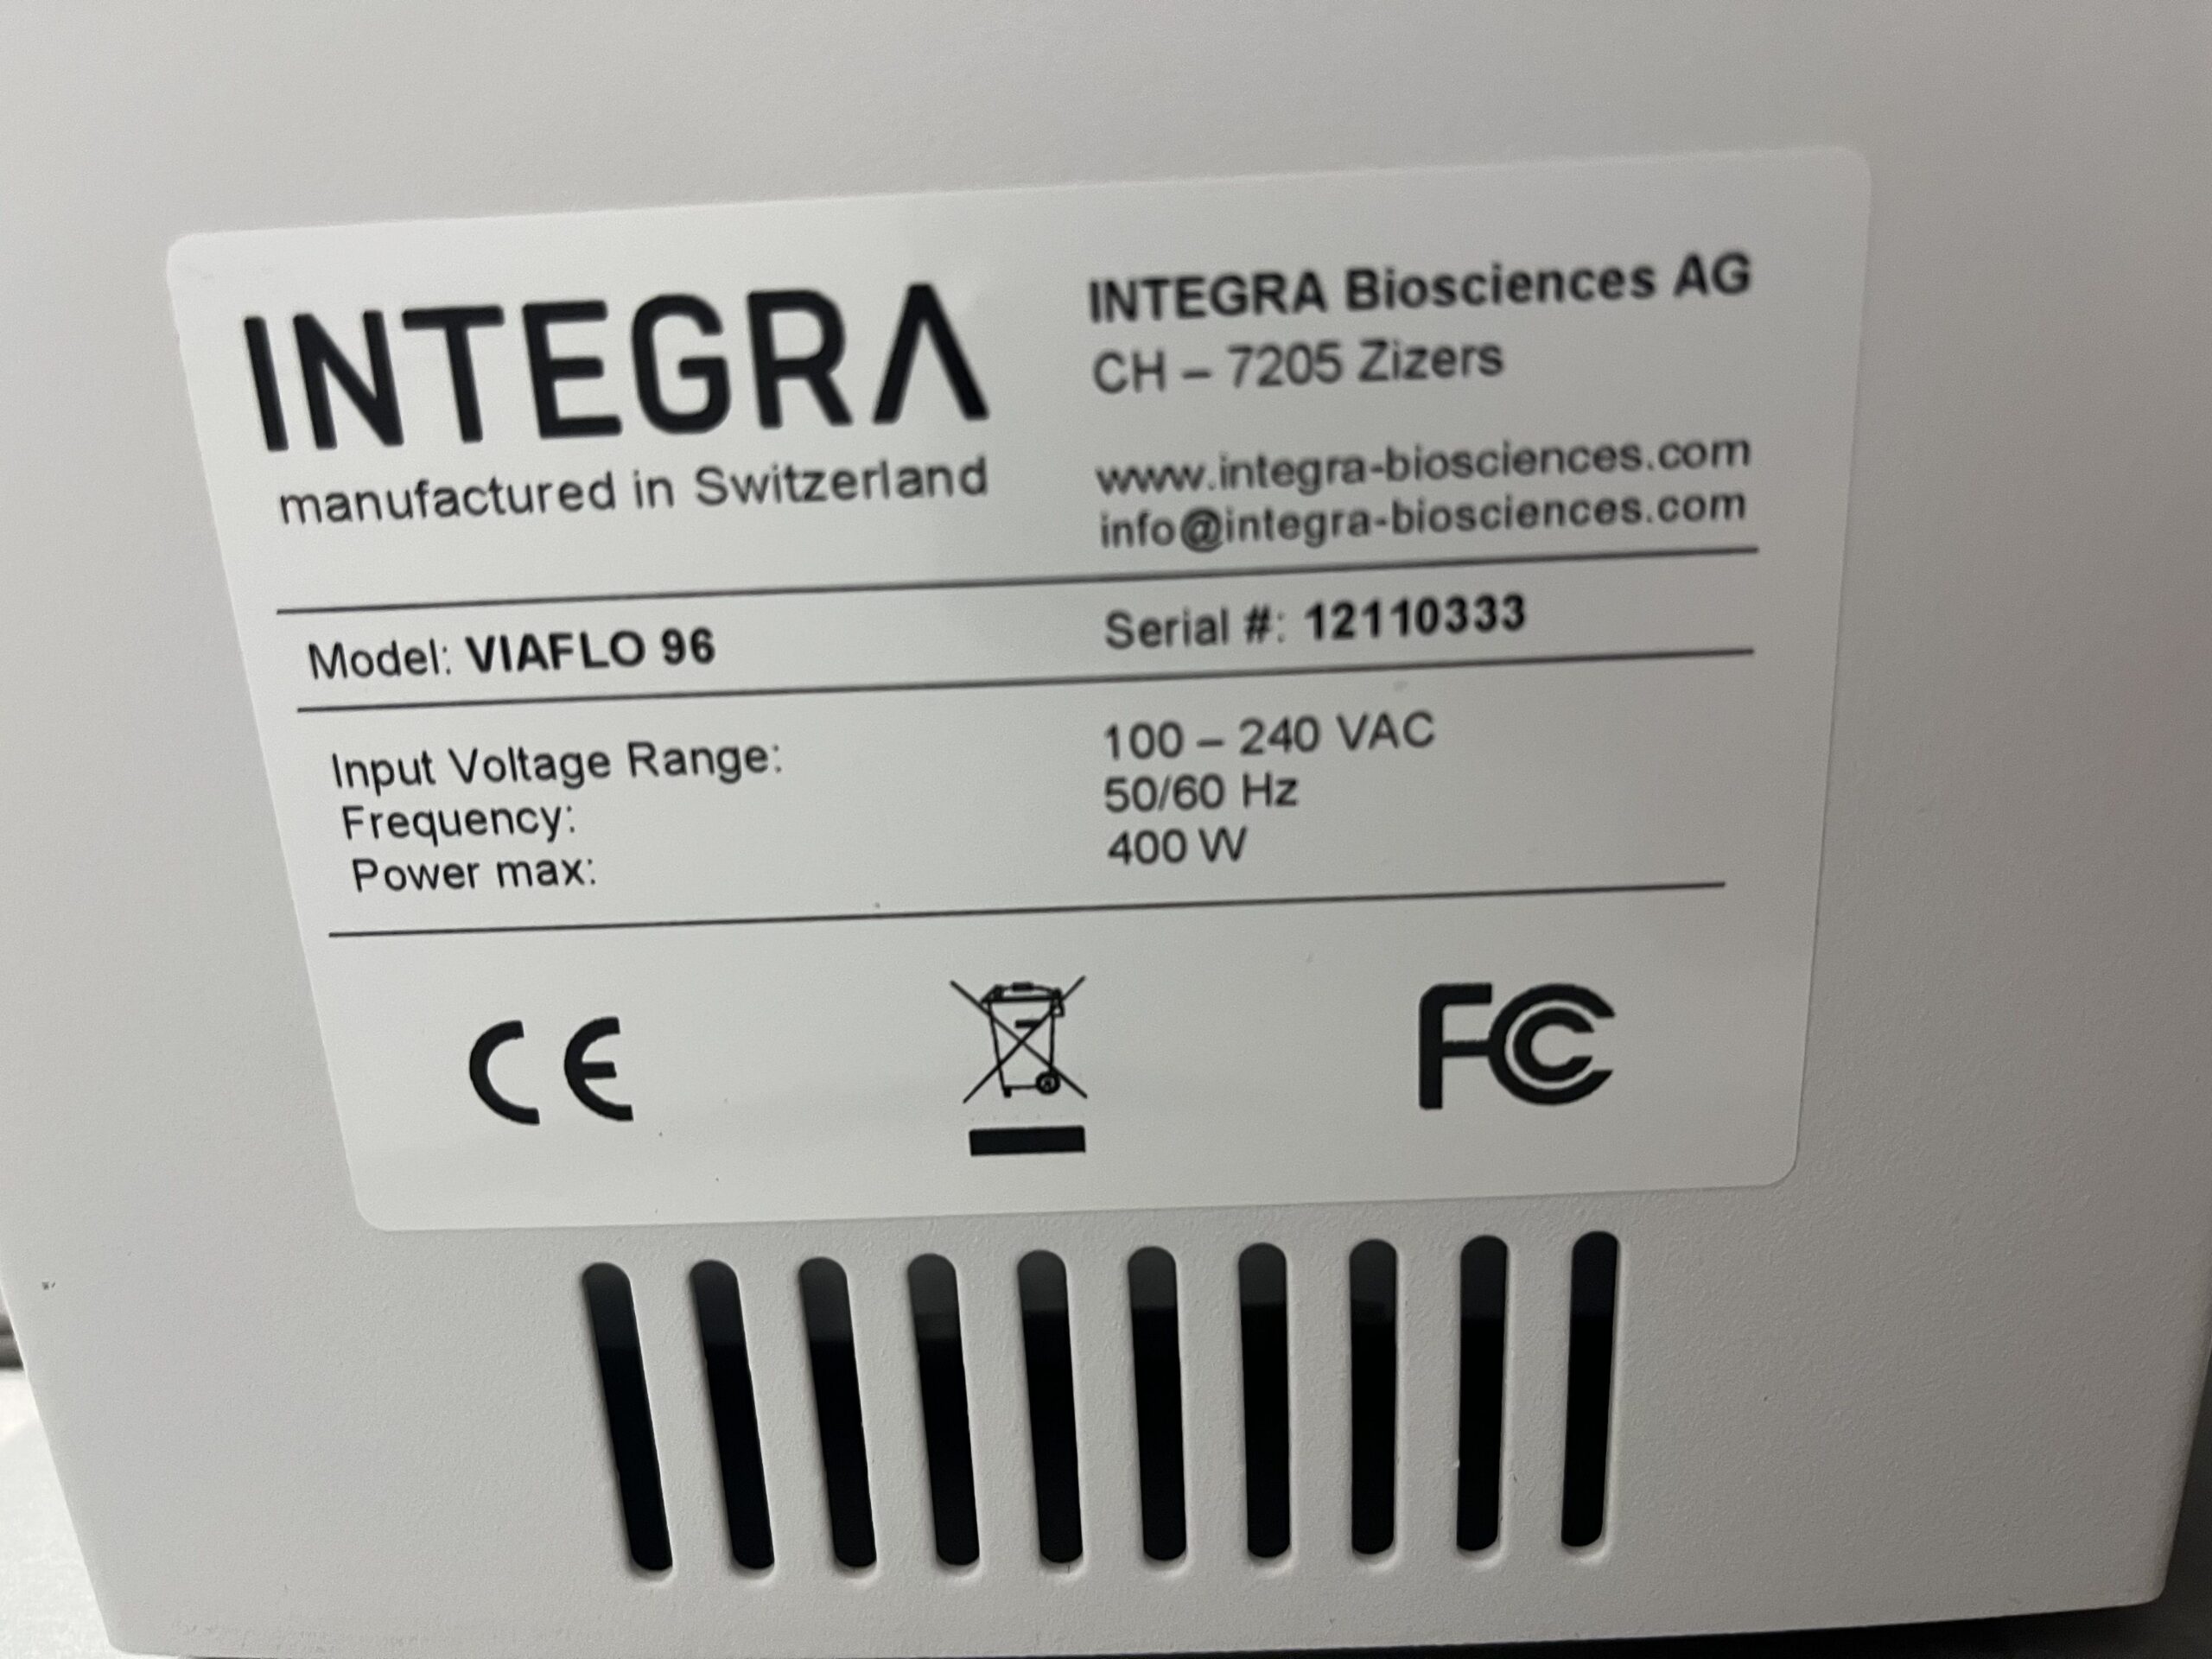 INTEGRA
manufactured in Switzerland
INTEGRA Biosciences AG
CH – 7205 Zizers
www.integra-biosciences.com
info@integra-biosciences.com
Model: VIAFLO 96
Serial #: 12110333
Input Voltage Range: 100 – 240 VAC
Frequency: 50/60 Hz
Power max: 400 W
CE
FC